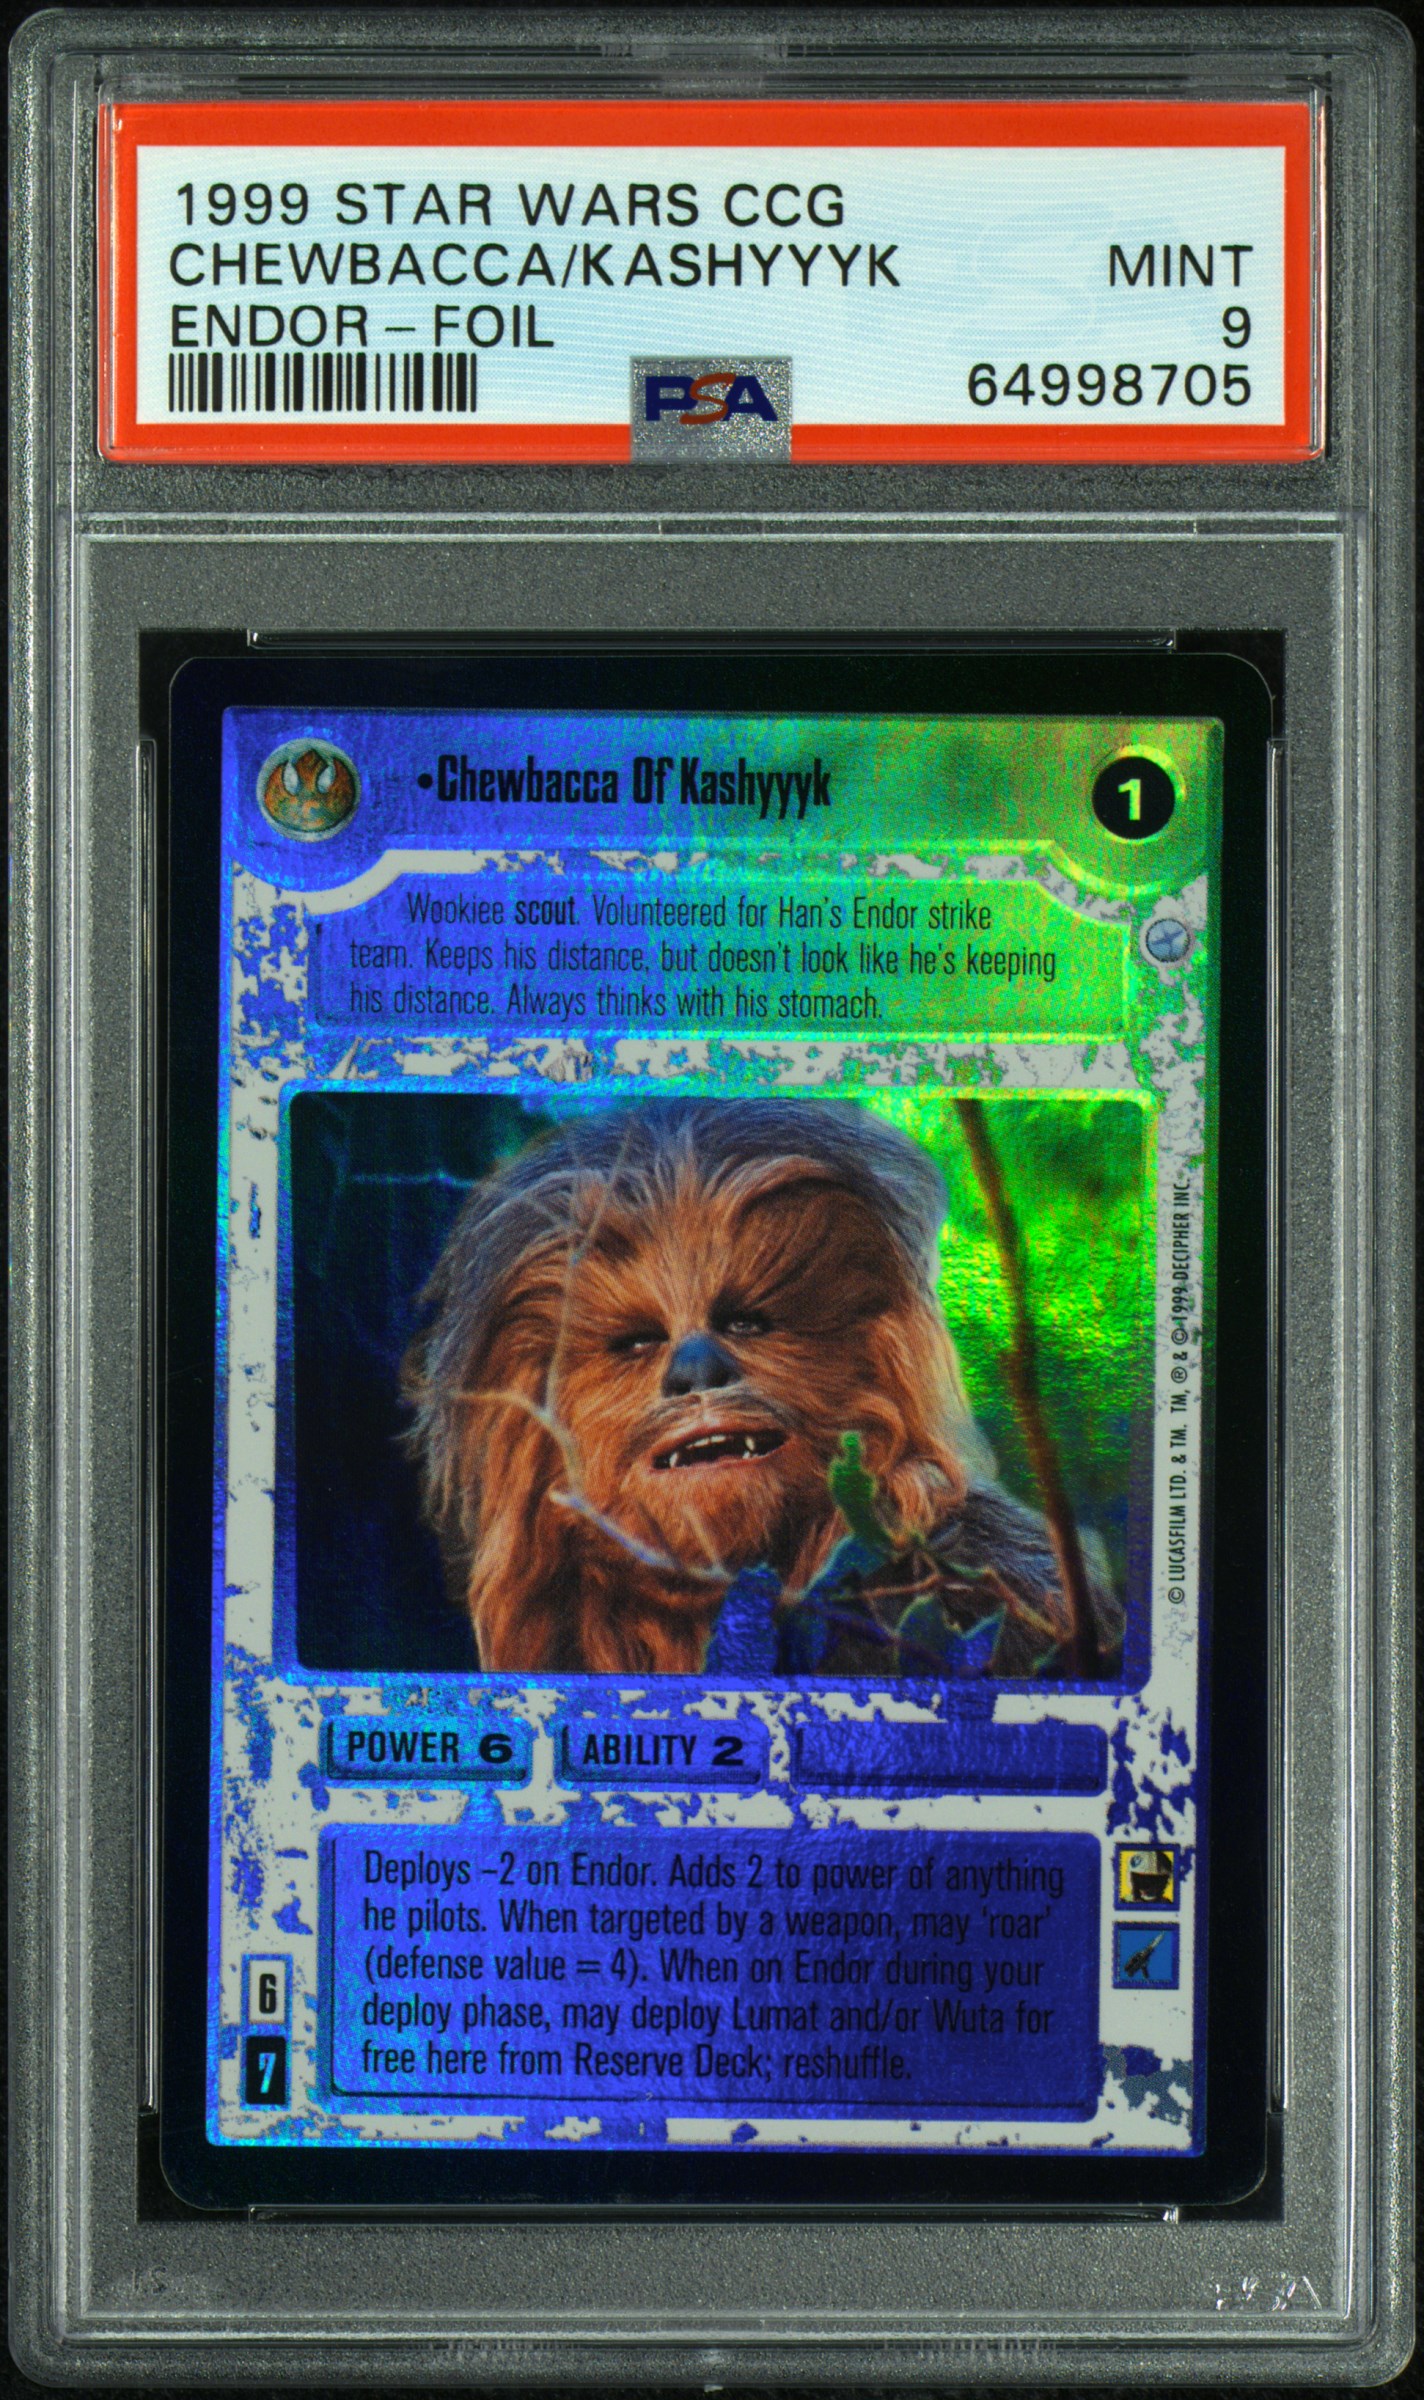 1999 STAR WARS CCG
CHEWBACCA/KASHYYYK MINT
ENDOR – FOIL 9
PSA 64998705
•Chewbacca Of Kashyyyk 1
Wookiee scout. Volunteered for Han's Endor strike
team. Keeps his distance, but doesn't look like he's keeping
his distance. Always thinks with his stomach.
© LUCASFILM LTD. & TM. TM, ® & © 1999 DECIPHER INC.
POWER 6 ABILITY 2
Deploys –2 on Endor. Adds 2 to power of anything
he pilots. When targeted by a weapon, may 'roar'
(defense value = 4). When on Endor during your
deploy phase, may deploy Lumat and/or Wuta for
free here from Reserve Deck; reshuffle.
6
7
PSA